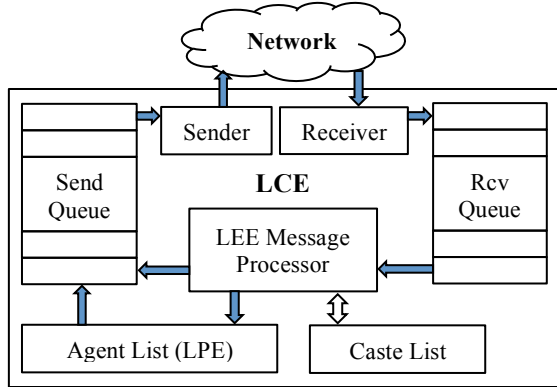 Network
Sender
Receiver
Send
Queue
LCE
Rcv
Queue
LEE Message
Processor
Agent List (LPE)
Caste List